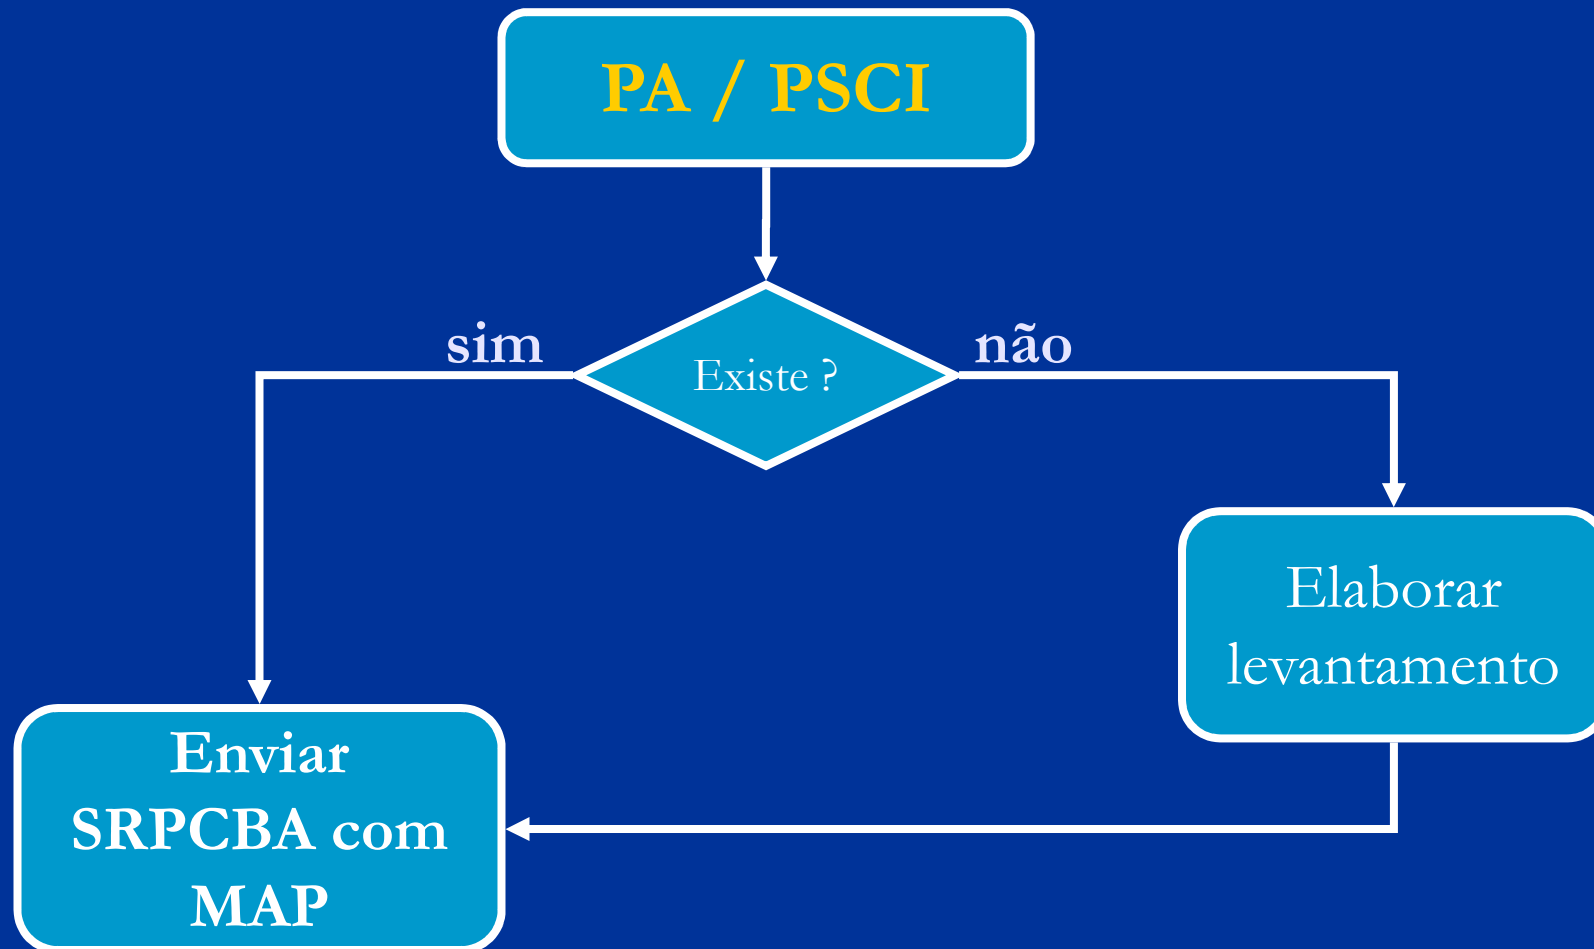 PA / PSCI
sim
não
Existe ?
Elaborar
levantamento
Enviar
SRPCBA com
MAP